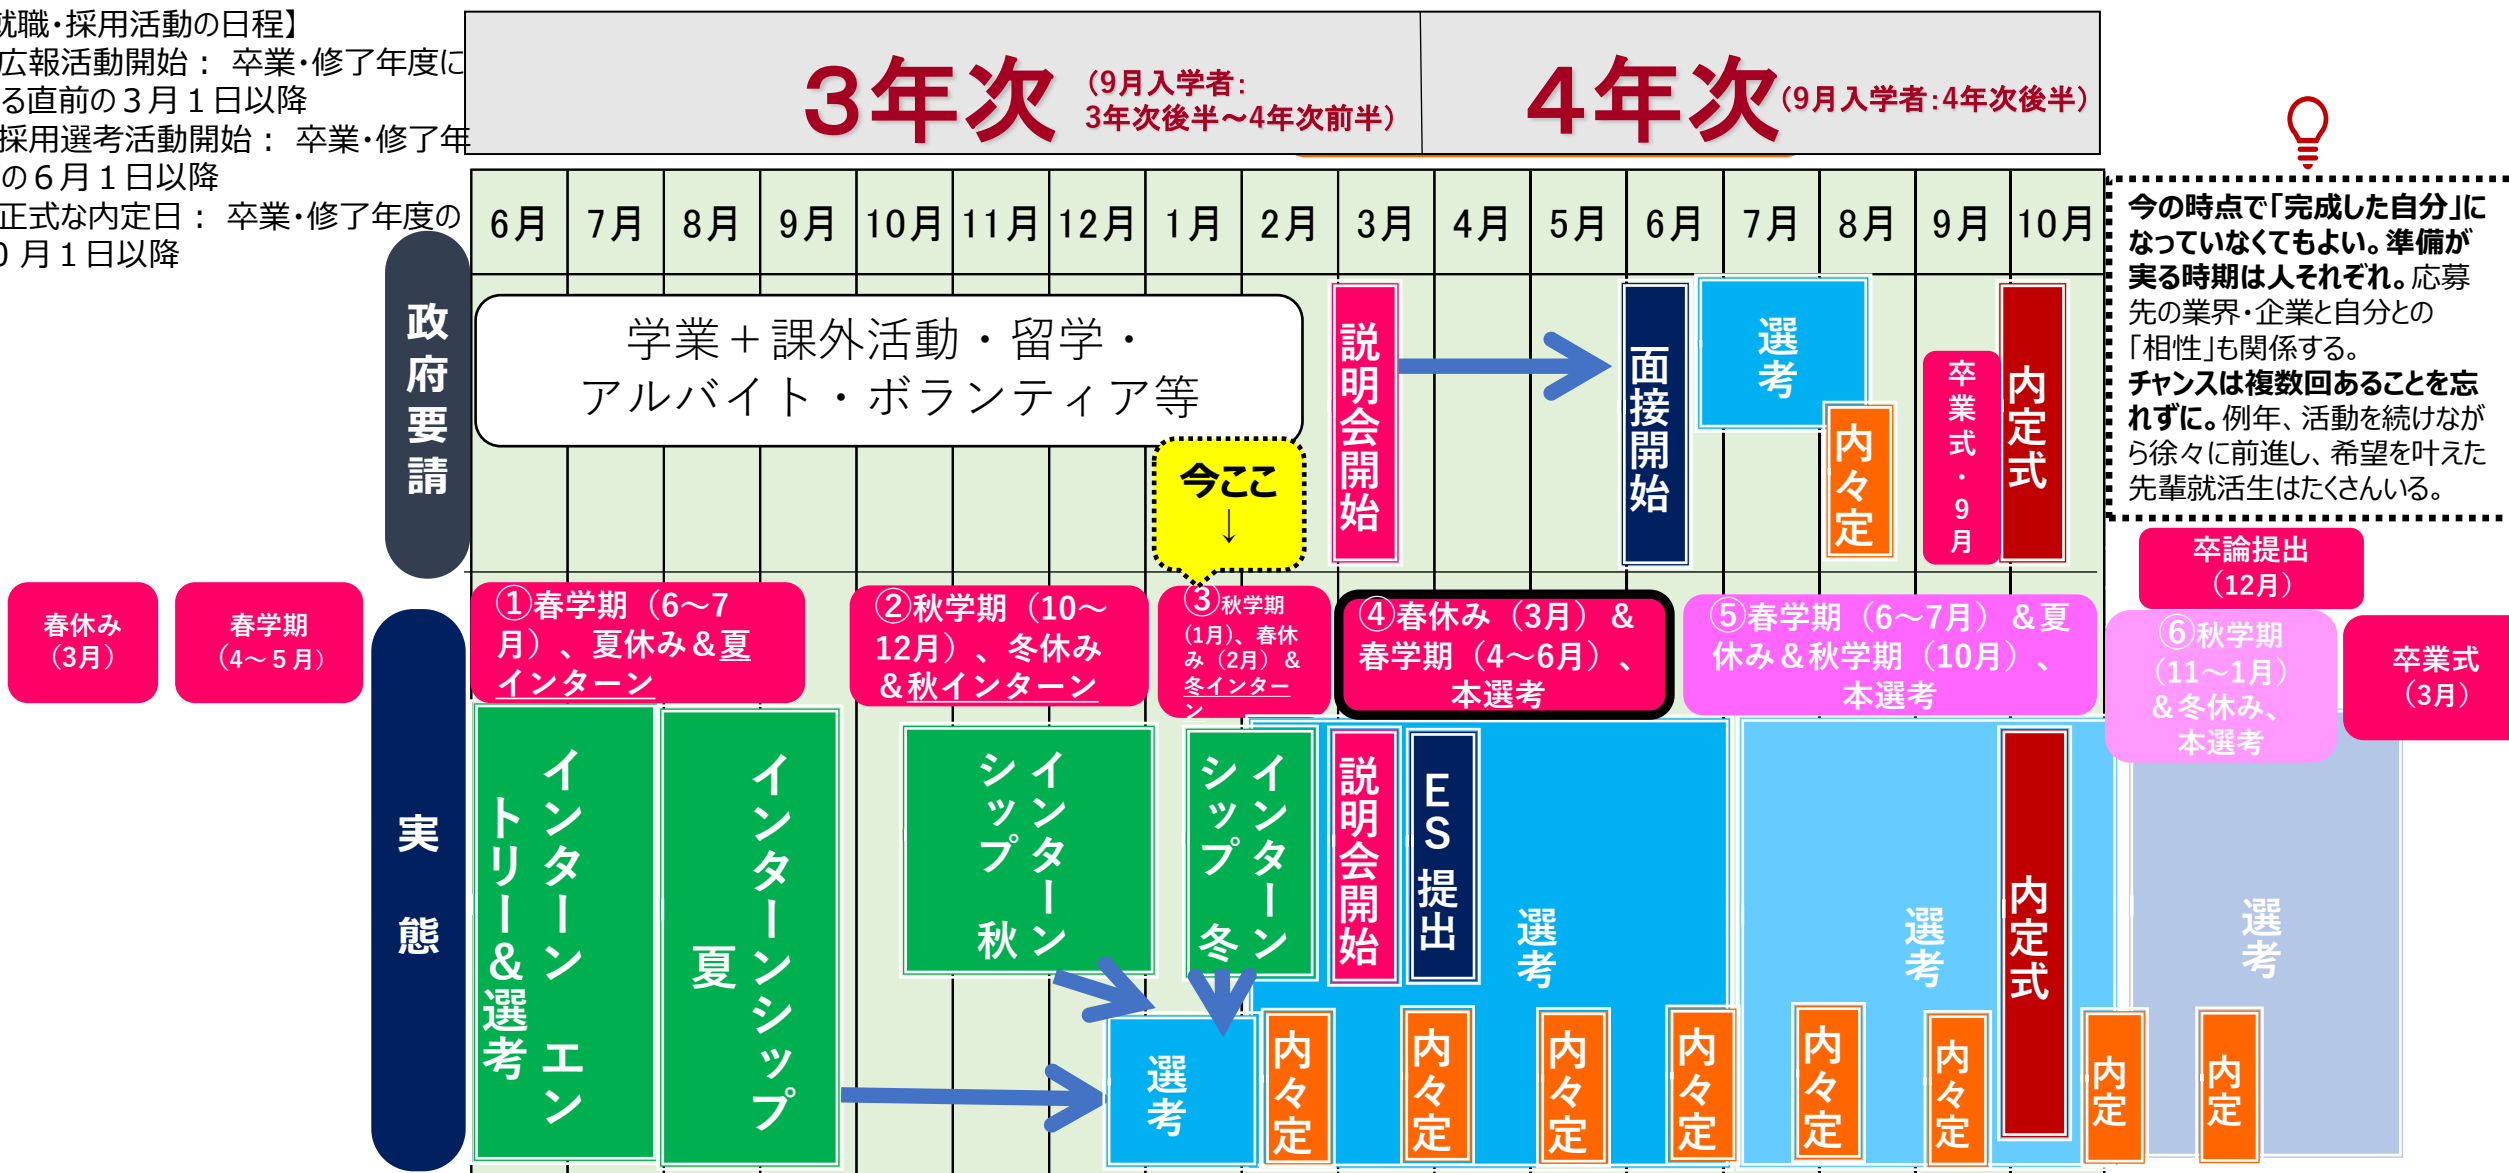 就職・採用活動の日程】
広報活動開始： 卒業・修了年度に
る直前の３月１日以降
採用選考活動開始： 卒業・修了年
の６月１日以降
正式な内定日： 卒業・修了年度の
０月１日以降
３年次 （9月入学者：
3年次後半～4年次前半）
４年次（9月入学者：4年次後半）
6月 7月 8月 9月 10月 11月 12月 1月 2月 3月 4月 5月 6月 7月 8月 9月 10月
政府要請
学業＋課外活動・留学・
アルバイト・ボランティア等
今ここ
↓
説明会開始
面接開始
選考
内々定
卒業式・9月
内定式
今の時点で「完成した自分」に
なっていなくてもよい。準備が
実る時期は人それぞれ。応募
先の業界・企業と自分との
「相性」も関係する。
チャンスは複数回あることを忘
れずに。例年、活動を続けなが
ら徐々に前進し、希望を叶えた
先輩就活生はたくさんいる。
卒論提出
（12月）
春休み
（3月）
春学期
（4～５月）
①春学期（6～7
月）、夏休み＆夏
インターン
②秋学期（10～
12月）、冬休み
＆秋インターン
③秋学期
(1月)、春休
み（2月）＆
冬インター
ン
④春休み（3月）＆
春学期（4～6月）、
本選考
⑤春学期（6～7月）＆夏
休み＆秋学期（10月）、
本選考
⑥秋学期
（11～1月）
＆冬休み、
本選考
卒業式
（3月）
実態
インターン エン
トリー＆選考
インターンシップ
夏
インターン
シップ 秋
インターン
シップ 冬
説明会開始
ES提出
選考
選考
内定式
選考
選考
内々定
内々定
内々定
内々定
内々定
内々定
内定
内定